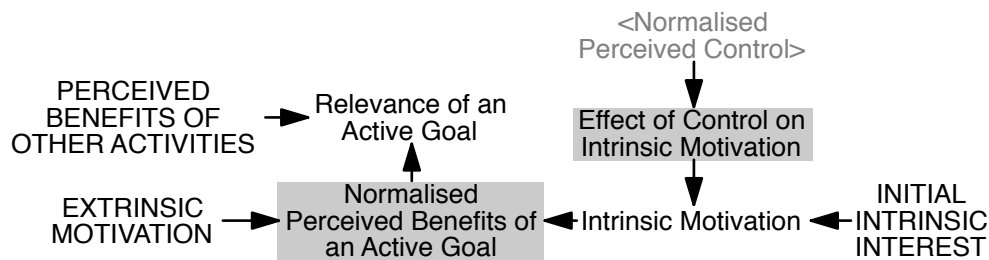 <Normalised
Perceived Control>
PERCEIVED
BENEFITS OF
OTHER ACTIVITIES
Relevance of an
Active Goal
Effect of Control on
Intrinsic Motivation
EXTRINSIC
MOTIVATION
Normalised
Perceived Benefits of
an Active Goal
Intrinsic Motivation
INITIAL
INTRINSIC
INTEREST